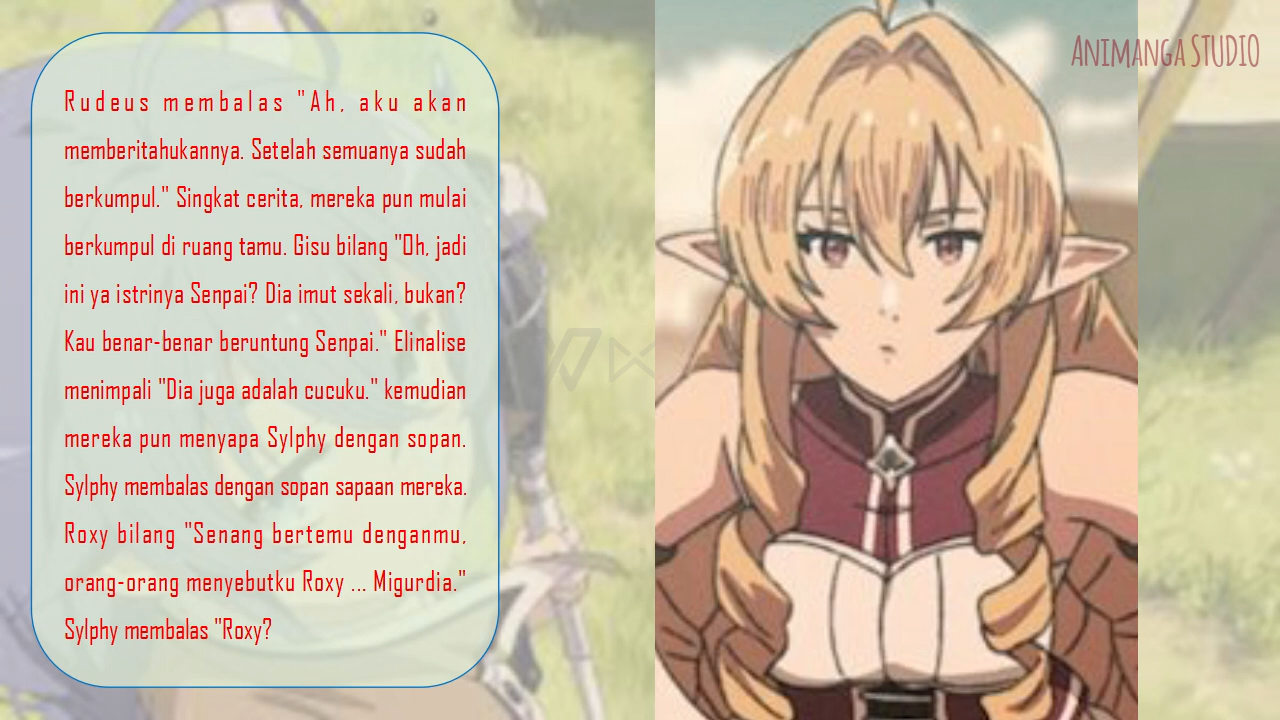 Animanga STUDIO
Rudeus membalas "Ah, aku akan
memberitahukannya. Setelah semuanya sudah
berkumpul." Singkat cerita, mereka pun mulai
berkumpul di ruang tamu. Gisu bilang "Oh, jadi
ini ya istrinya Senpai? Dia imut sekali, bukan?
Kau benar-benar beruntung Senpai." Elinalise
menimpali "Dia juga adalah cucuku." kemudian
mereka pun menyapa Sylphy dengan sopan.
Sylphy membalas dengan sopan sapaan mereka.
Roxy bilang "Senang bertemu denganmu,
orang-orang menyebutku Roxy ... Migurdia."
Sylphy membalas "Roxy?